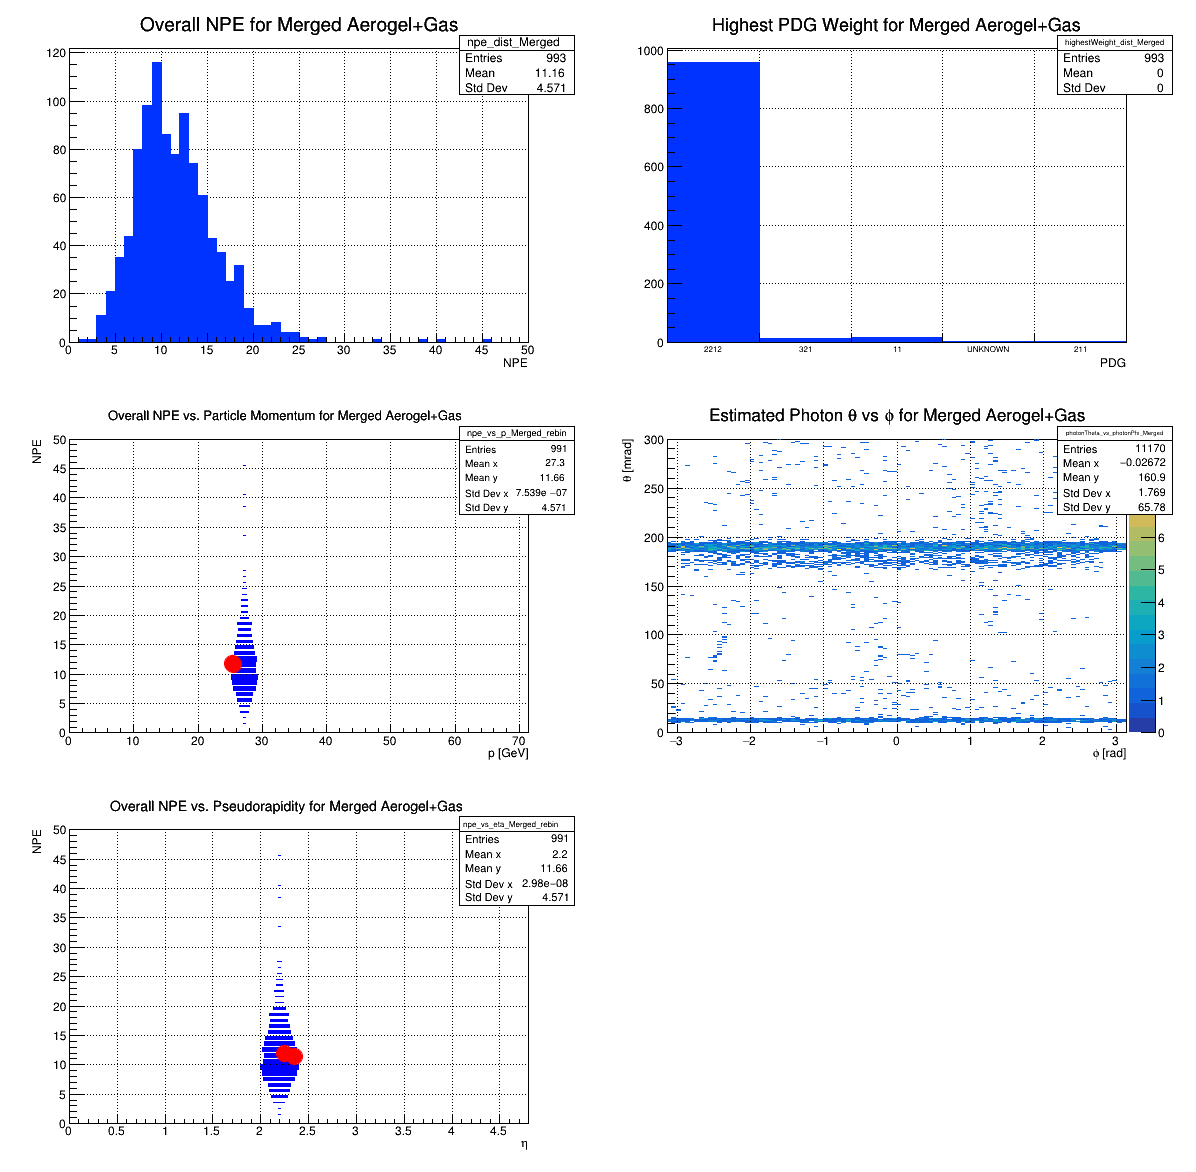 Overall NPE for Merged Aerogel+Gas
npe_dist_Merged
Entries 993
Mean 11.16
Std Dev 4.571
120
100
80
60
40
20
0
0 5 10 15 20 25 30 35 40 45 50
NPE
Highest PDG Weight for Merged Aerogel+Gas
highestWeight_dist_Merged
Entries 993
Mean 0
Std Dev 0
1000
800
600
400
200
0
2212 321 11 UNKNOWN 211
PDG
Overall NPE vs. Particle Momentum for Merged Aerogel+Gas
npe_vs_p_Merged_rebin
Entries 991
Mean x 27.3
Mean y 11.66
Std Dev x 7.539e −07
Std Dev y 4.571
NPE
50
45
40
35
30
25
20
15
10
5
0
0 10 20 30 40 50 60 70
p [GeV]
Estimated Photon θ vs ϕ for Merged Aerogel+Gas
photonTheta_vs_photonPhi_Merged
Entries 11170
Mean x −0.02672
Mean y 160.9
Std Dev x 1.769
Std Dev y 65.78
θ [mrad]
300
250
200
150
100
50
0
−3 −2 −1 0 1 2 3
ϕ [rad]
6
5
4
3
2
1
0
Overall NPE vs. Pseudorapidity for Merged Aerogel+Gas
npe_vs_eta_Merged_rebin
Entries 991
Mean x 2.2
Mean y 11.66
Std Dev x 2.98e−08
Std Dev y 4.571
NPE
50
45
40
35
30
25
20
15
10
5
0
0 0.5 1 1.5 2 2.5 3 3.5 4 4.5
η